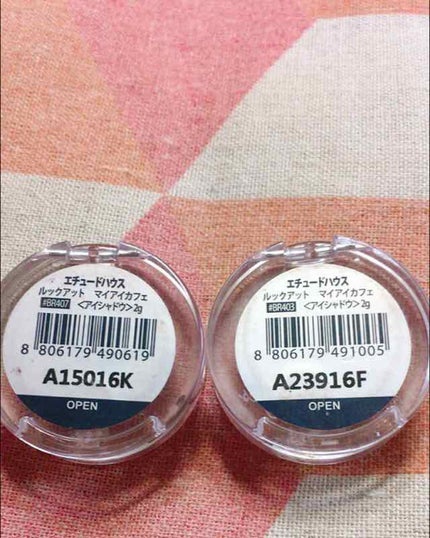 エチュードハウス
ルックアット マイアイカフェ
#BR407 <アイシャドウ> 2g
8 806179 490619
A15016K
OPEN
エチュードハウス
ルックアット マイアイカフェ
#BR403 <アイシャドウ> 2g
8 806179 491005
A23916F
OPEN